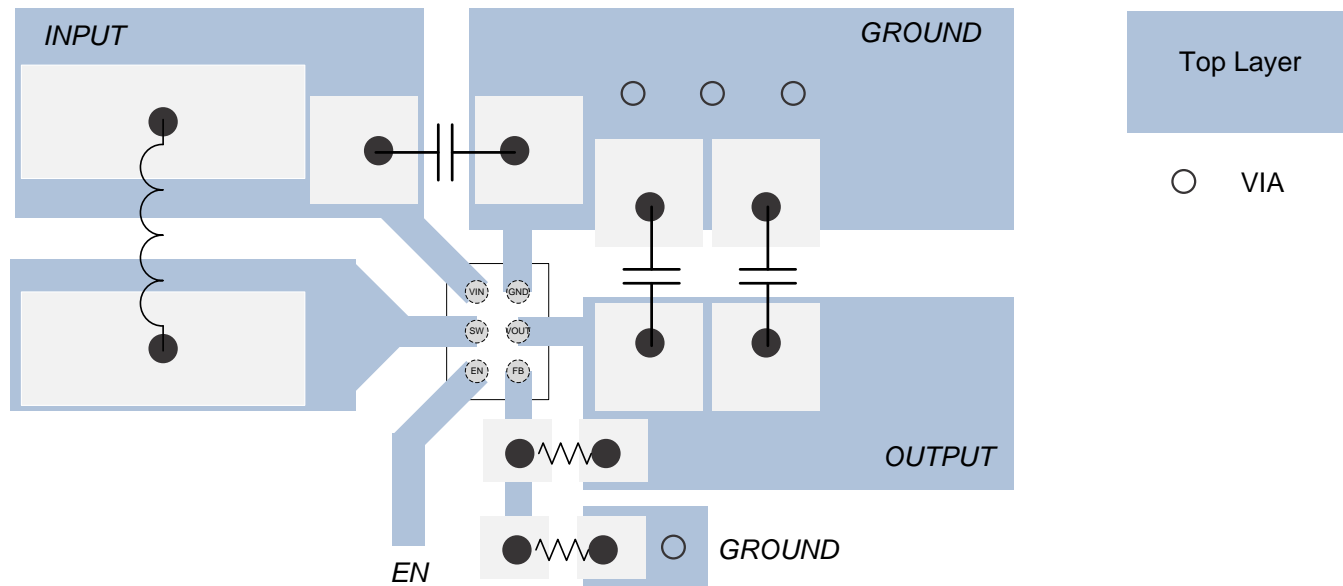 INPUT
GROUND
Top Layer
VIA
VIN
GND
SW
VOUT
EN
FB
OUTPUT
GROUND
EN